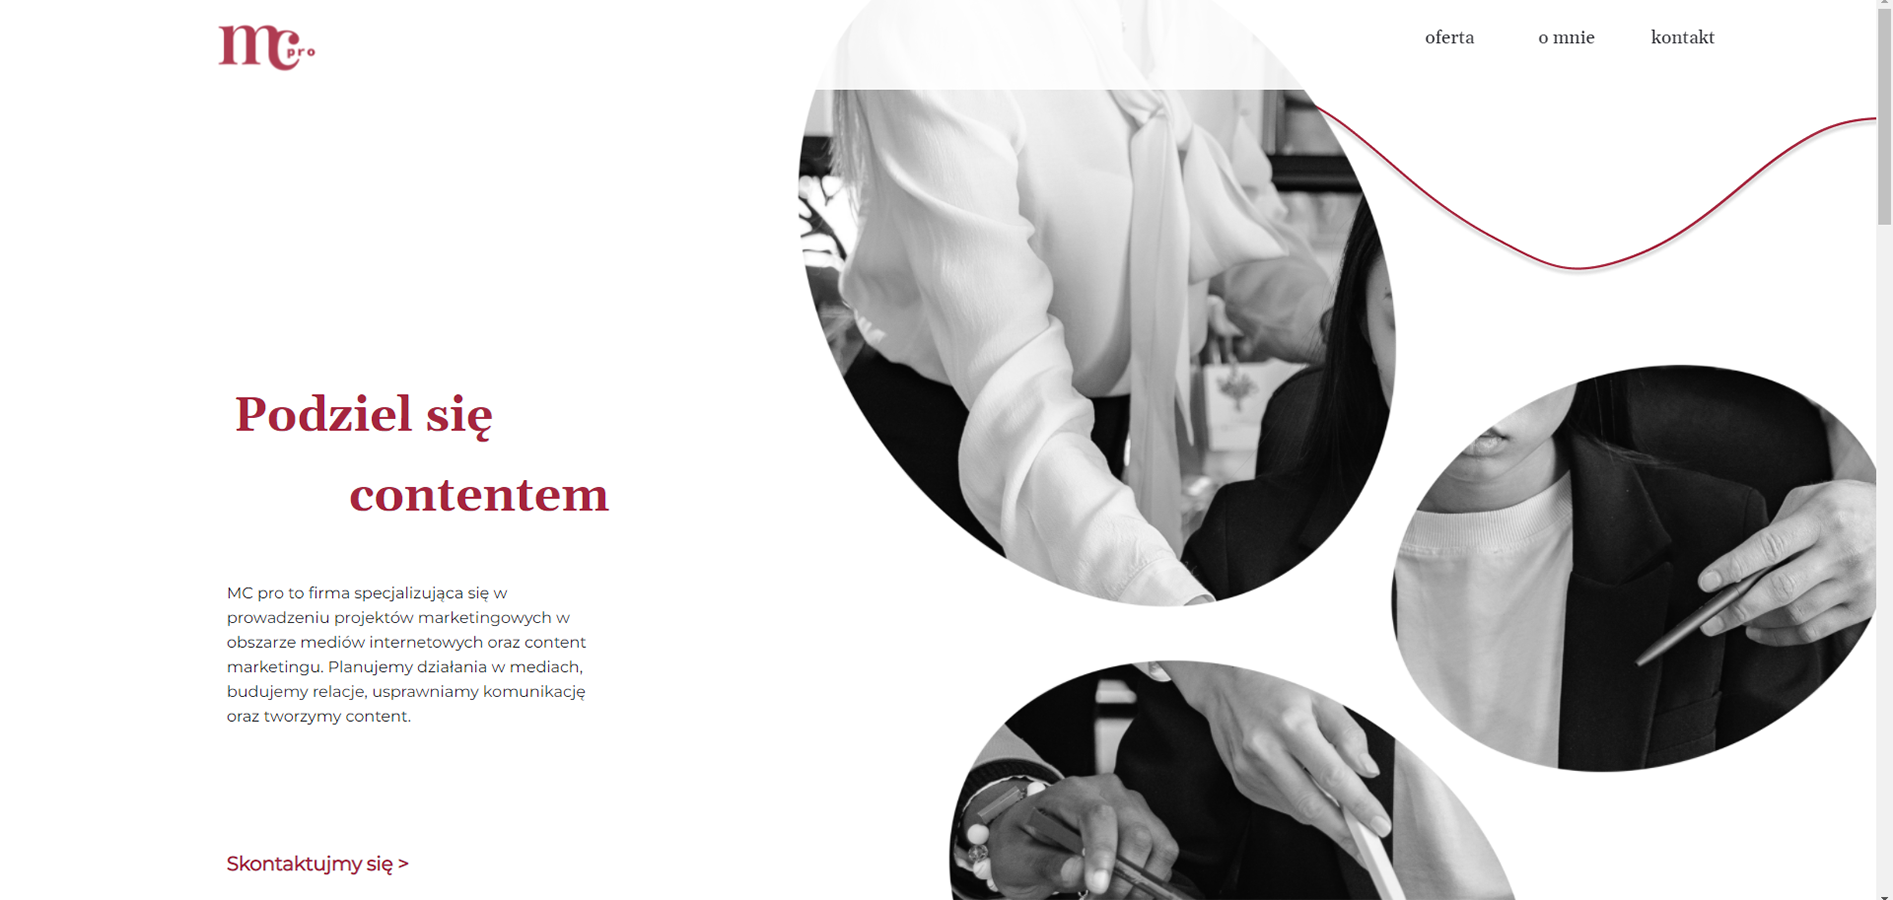 mc pro
oferta
o mnie
kontakt
Podziel się
contentem
MC pro to firma specjalizująca się w
prowadzeniu projektów marketingowych w
obszarze mediów internetowych oraz content
marketingu. Planujemy działania w mediach,
budujemy relacje, usprawniamy komunikację
oraz tworzymy content.
Skontaktujmy się >